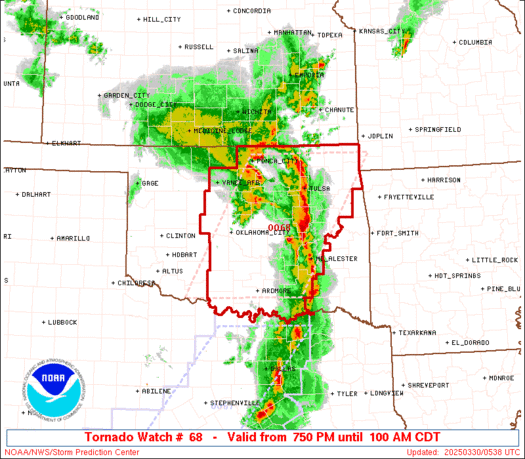 CONCORDIA
GOODLAND
HILL_CITY
MANHATTAN
TOPEKA
KANSAS_CITY
RUSSELL
SALINA
COLUMBIA
EMPORIA
UNTA
GARDEN_CITY
DODGE_CITY
WICHITA
CHANUTE
MEDICINE_LODGE
JOPLIN
SPRINGFIELD
ELKHART
PONCA_CITY
GAGE
VANCE_AFB
HARRISON
DALHART
TULSA
FAYETTEVILLE
0068
RI
AMARILLO
CLINTON
OKLAHOMA_CITY
FORT_SMITH
HOBART
MCALESTER
LITTLE_ROCK
ALTUS
HOT_SPRINGS
S
CHILDRESS
ARDMORE
PINE_BLU
LUBBOCK
TEXARKANA
EL_DORADO
NOAA
DALLAS
MONROE
ABILENE
STEPHENVILLE
TYLER
LONGVIEW
SHREVEPORT
Tornado Watch # 68 - Valid from 750 PM until 100 AM CDT
NOAA/NWS/Storm Prediction Center
Updated: 20250330/0538 UTC